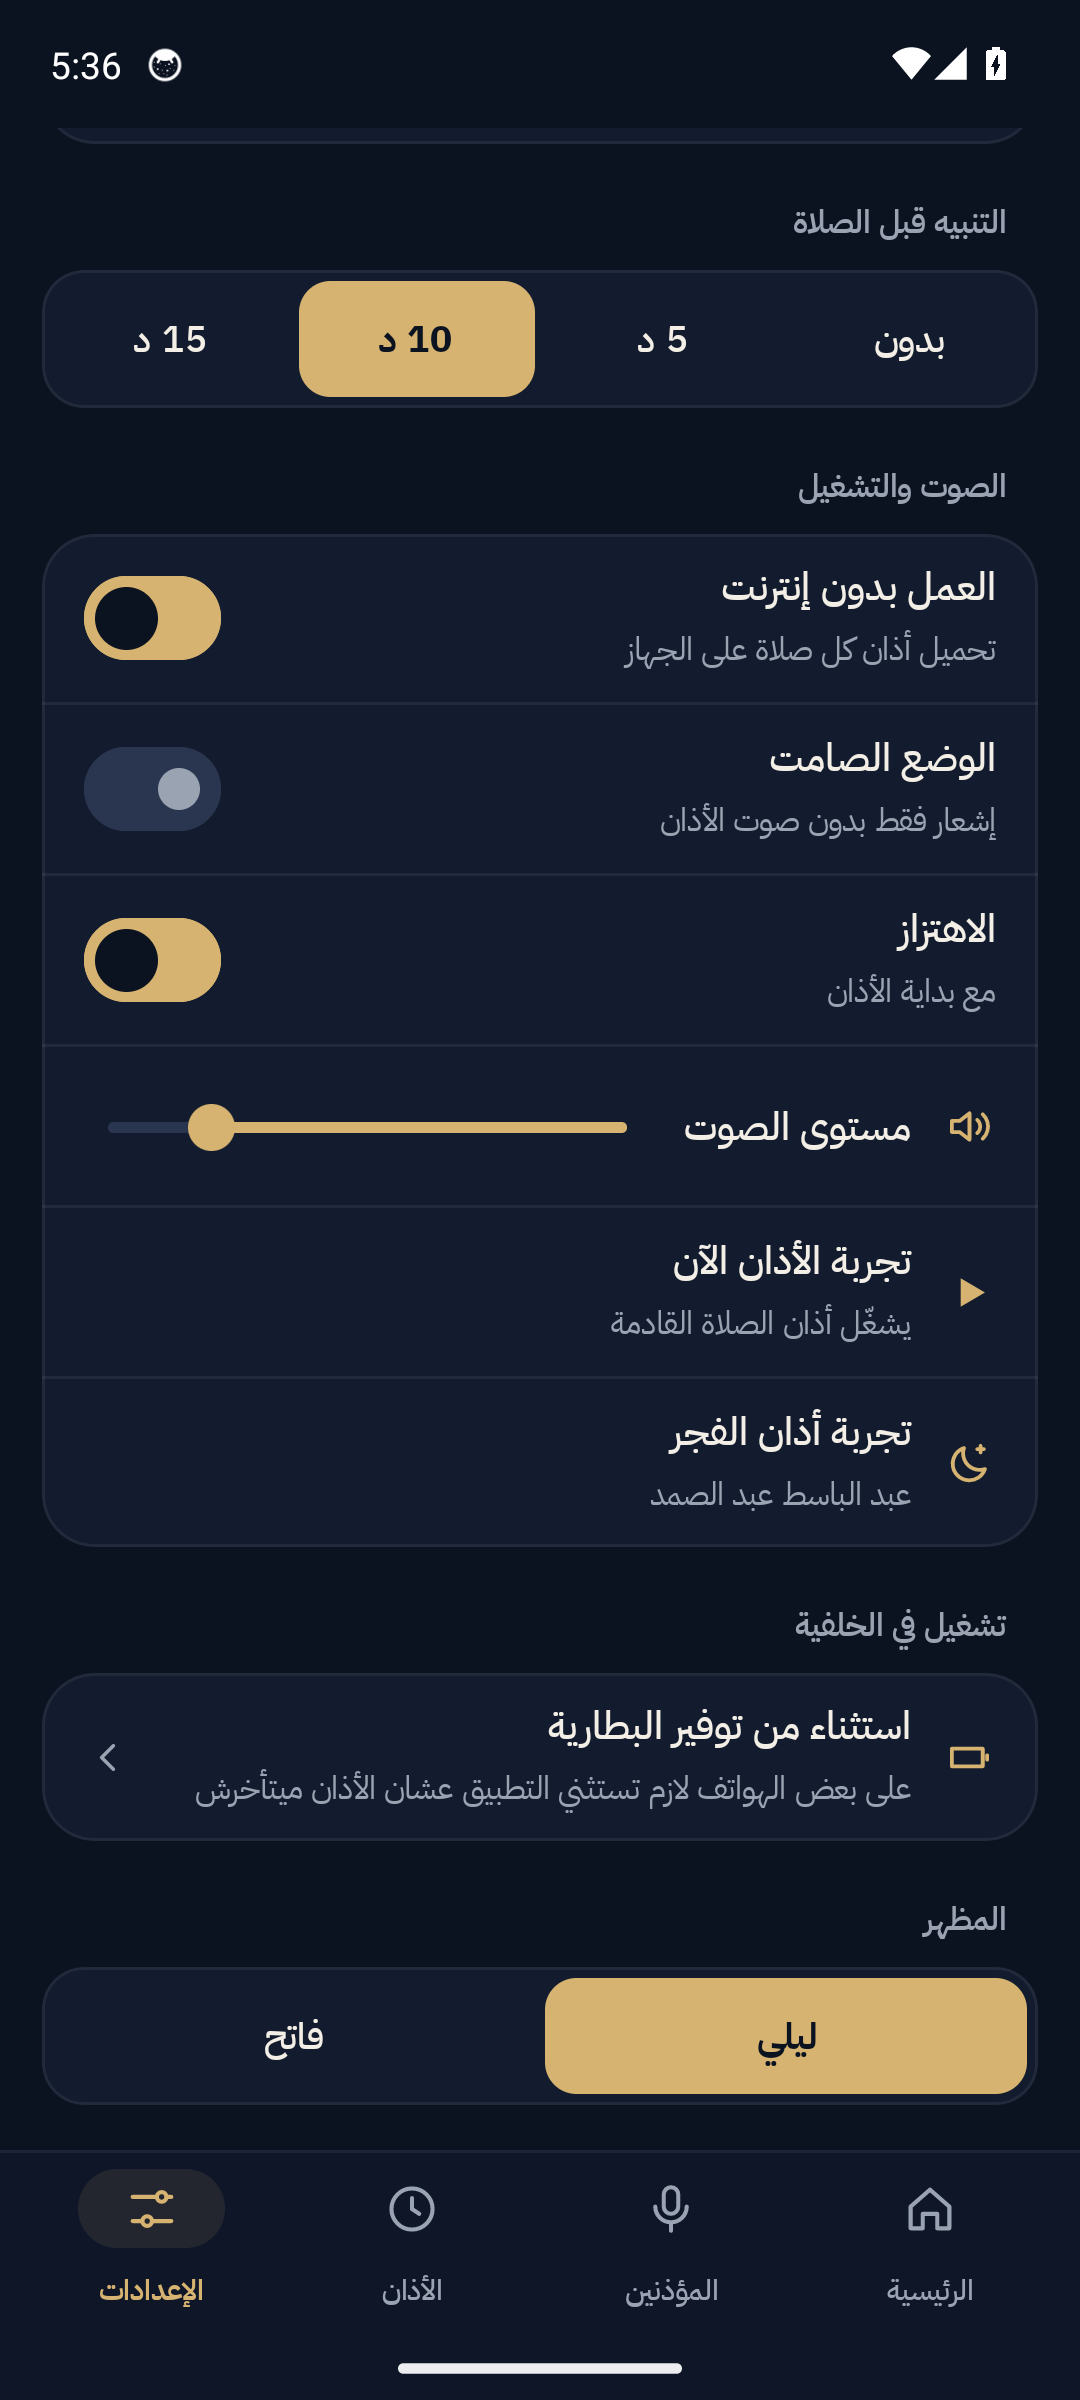 5:36
التنبيه قبل الصلاة
بدون
5 د
10 د
15 د
الصوت والتشغيل
العمل بدون إنترنت
تحميل أذان كل صلاة على الجهاز
الوضع الصامت
إشعار فقط بدون صوت الأذان
الاهتزاز
مع بداية الأذان
مستوى الصوت
تجربة الأذان الآن
يشغّل أذان الصلاة القادمة
تجربة أذان الفجر
عبد الباسط عبد الصمد
تشغيل في الخلفية
استثناء من توفير البطارية
على بعض الهواتف لازم تستثني التطبيق عشان الأذان ميتأخرش
المظهر
ليلي
فاتح
الرئيسية
المؤذنين
الأذان
الإعدادات